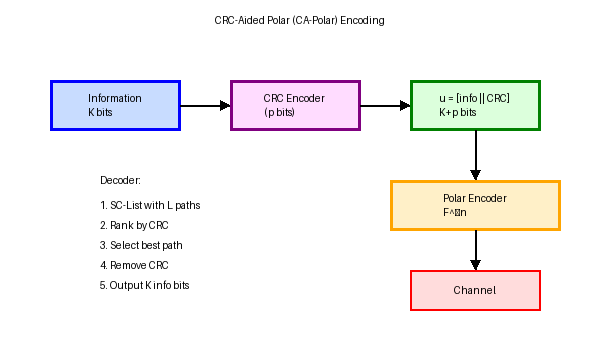 CRC-Aided Polar (CA-Polar) Encoding
Information
K bits
CRC Encoder
(p bits)
u = [info || CRC]
K+p bits
Polar Encoder
F^□n
Channel
Decoder:
1. SC-List with L paths
2. Rank by CRC
3. Select best path
4. Remove CRC
5. Output K info bits